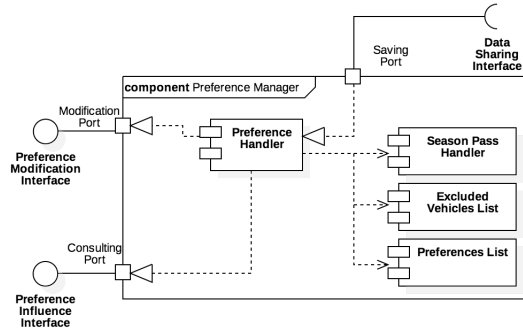 Data
Sharing
Interface
Saving
Port
component Preference Manager
Modification
Port
Preference
Modification
Interface
Preference
Handler
Season Pass
Handler
Excluded
Vehicles List
Preferences List
Consulting
Port
Preference
Influence
Interface